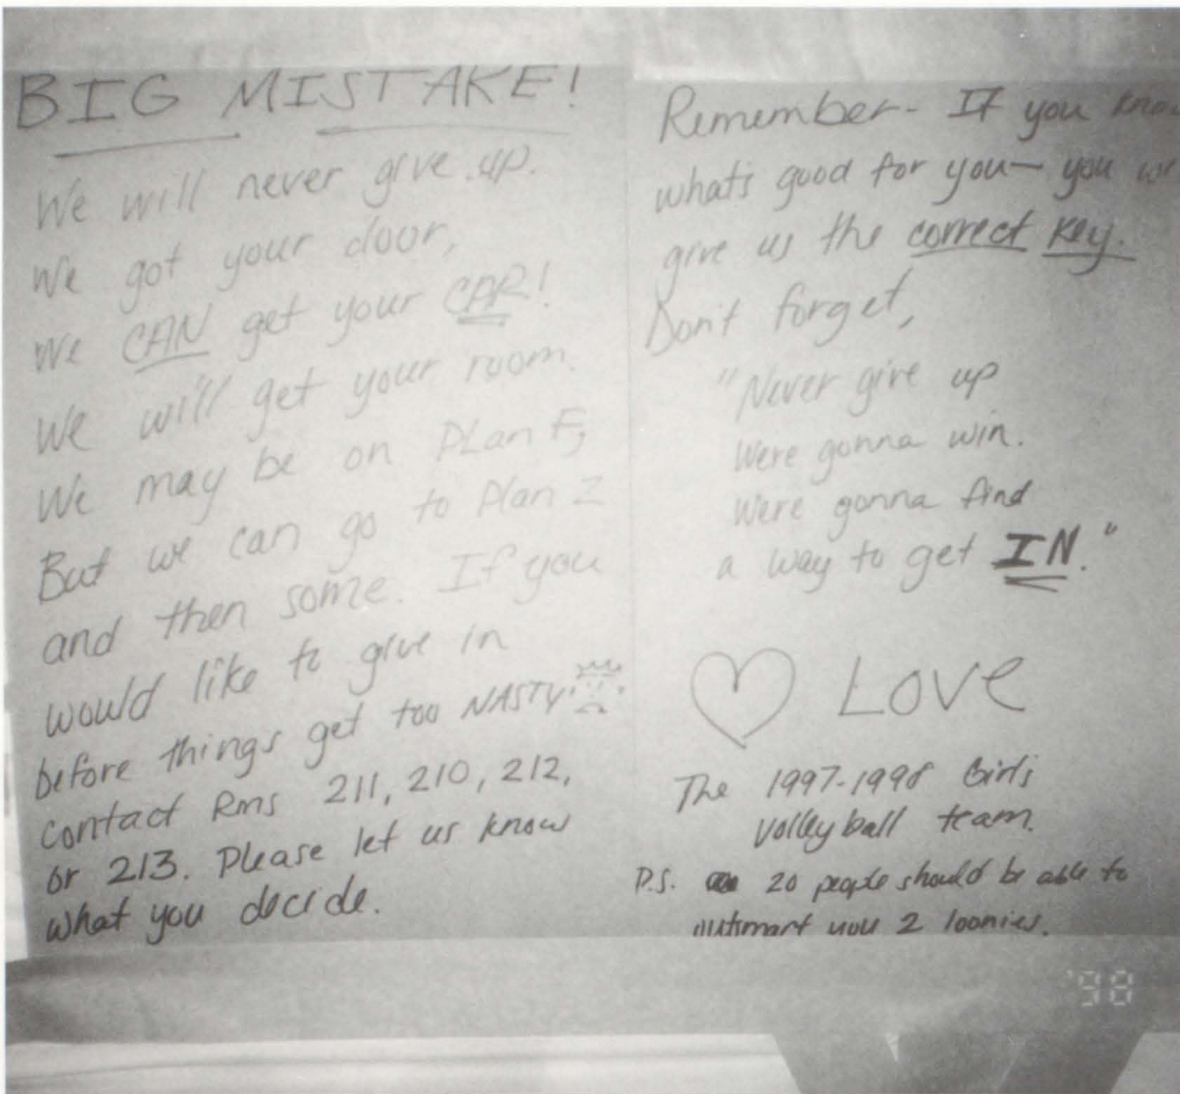 BIG MISTAKE!
We will never give up.
We got your door,
We CAN get your CAR!
We will get your room.
We may be on Plan F,
But we can go to Plan Z
and then some. If you
would like to give in
before things get too NASTY
contact Rms 211, 210, 212,
or 213. Please let us know
what you decide.
Remember- If you
whats good for you- you
give us the correct key.
Don't forget,
"Never give up
Were gonna win.
Were gonna find
a way to get IN."
Love
The 1997-1998 Girls
volleyball team.
P.S. 20 people should be able to
outsmart you 2 loonies.
'98